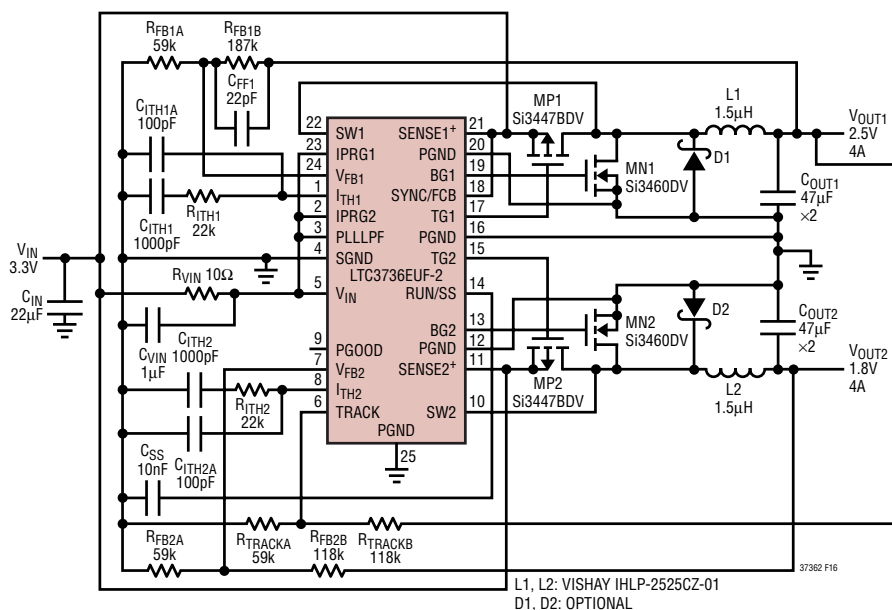 RFB1A
59k
RFB1B
187k
CFF1
22pF
CITH1A
100pF
CITH1
1000pF
RITH1
22k
VIN
3.3V
CIN
22µF
RVIN 10Ω
CVIN
1µF
CITH2
1000pF
RITH2
22k
CITH2A
100pF
CSS
10nF
RFB2A
59k
RTRACKA
59k
RFB2B
118k
RTRACKB
118k
22 SW1
23 IPRG1
24 VFB1
1 ITH1
2 IPRG2
3 PLLLPF
4 SGND
LTC3736EUF-2
5 VIN
9 PGOOD
7 VFB2
8 ITH2
6 TRACK
PGND
25
SENSE1+ 21
PGND 20
BG1 19
SYNC/FCB 18
TG1 17
PGND 16
TG2 15
RUN/SS 14
BG2 13
PGND 12
SENSE2+ 11
SW2 10
MP1
Si3447BDV
MN1
Si3460DV
D1
L1
1.5µH
VOUT1
2.5V
4A
COUT1
47µF
×2
MN2
Si3460DV
MP2
Si3447BDV
D2
L2
1.5µH
COUT2
47µF
×2
VOUT2
1.8V
4A
37362 F16
L1, L2: VISHAY IHLP-2525CZ-01
D1, D2: OPTIONAL